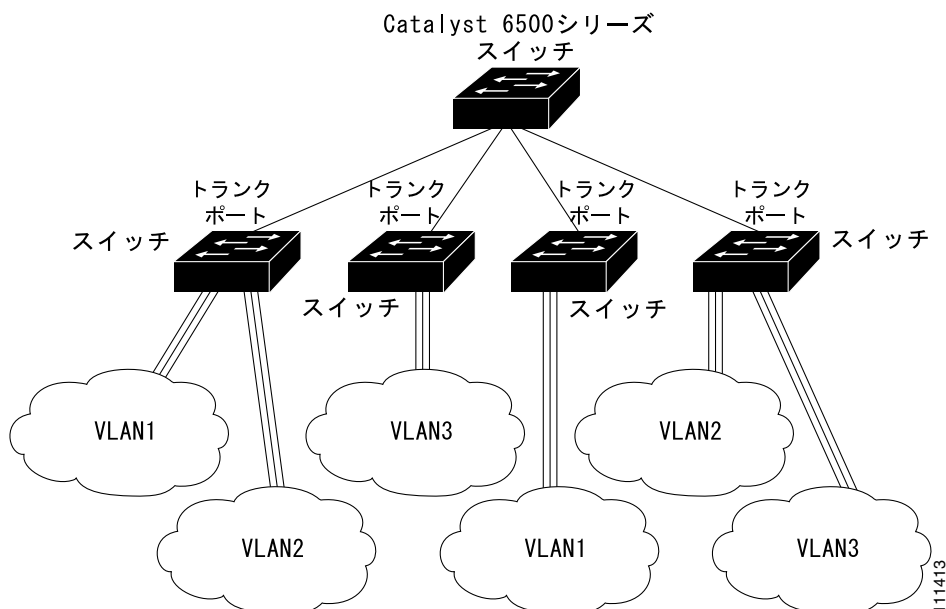 Catalyst 6500シリーズ
スイッチ
トランク
ポート
トランク
ポート
トランク
ポート
トランク
ポート
スイッチ
スイッチ
スイッチ
スイッチ
VLAN1
VLAN3
VLAN2
VLAN2
VLAN1
VLAN3
11413